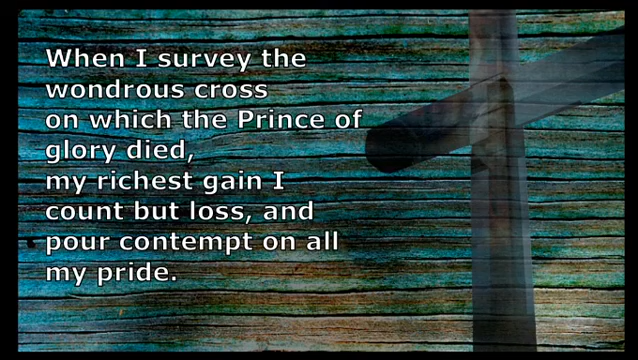 When I survey the
wondrous cross
on which the Prince of
glory died,
my richest gain I
count but loss, and
pour contempt on all
my pride.